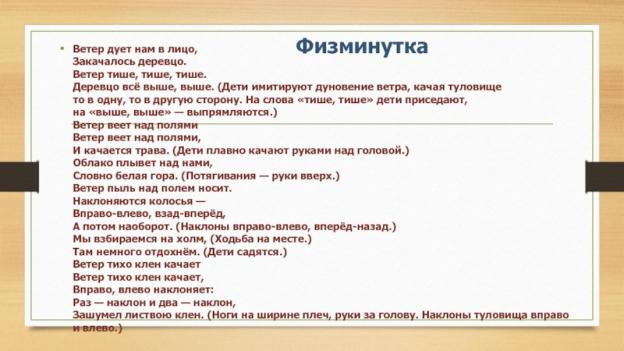 Физминутка
• Ветер дует нам в лицо,
Закачалось деревцо.
Ветер тише, тише, тише.
Деревцо всё выше, выше. (Дети имитируют дуновение ветра, качая туловище
то в одну, то в другую сторону. На слова «тише, тише» дети приседают,
на «выше, выше» — выпрямляются.)
Ветер веет над полями
Ветер веет над полями,
И качается трава. (Дети плавно качают руками над головой.)
Облако плывет над нами,
Словно белая гора. (Потягивания — руки вверх.)
Ветер пыль над полем носит.
Наклоняются колосья —
Вправо-влево, взад-вперёд,
А потом наоборот. (Наклоны вправо-влево, вперёд-назад.)
Мы взбираемся на холм, (Ходьба на месте.)
Там немного отдохнём. (Дети садятся.)
Ветер тихо клен качает
Ветер тихо клен качает,
Вправо, влево наклоняет:
Раз — наклон и два — наклон,
Зашумел листвою клен. (Ноги на ширине плеч, руки за голову. Наклоны туловища вправо
и влево.)